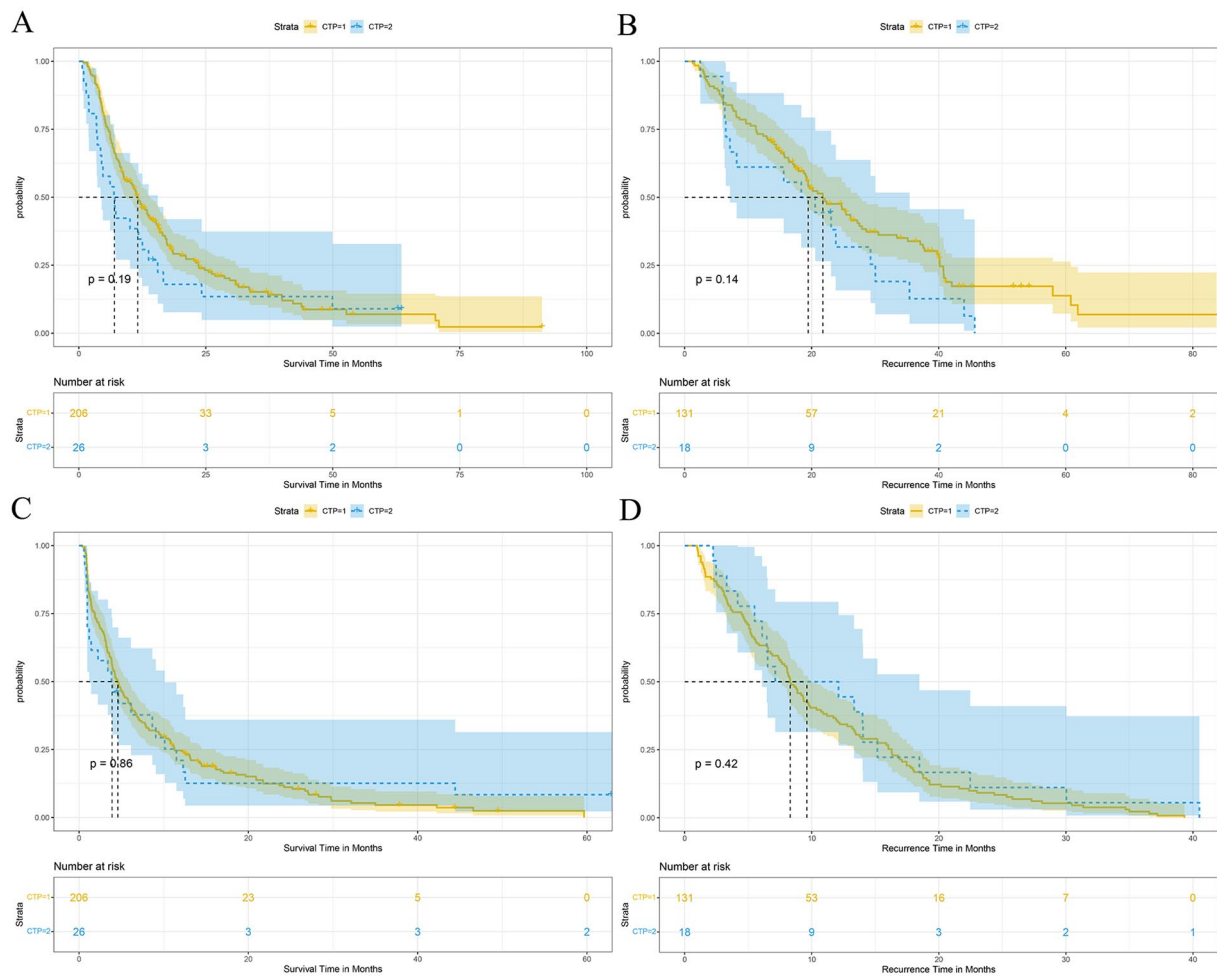 A
Strata CTP=1 CTP=2
1.00
0.75
0.50
0.25
0.00
probability
p = 0.19
0 25 50 75 100
Survival Time in Months
Number at risk
Strata
CTP=1 206 33 5 1 0
CTP=2 26 3 2 0 0
0 25 50 75 100
Survival Time in Months
B
Strata CTP=1 CTP=2
1.00
0.75
0.50
0.25
0.00
probability
p = 0.14
0 20 40 60 80
Recurrence Time in Months
Number at risk
Strata
CTP=1 131 57 21 4 2
CTP=2 18 9 2 0 0
0 20 40 60 80
Recurrence Time in Months
C
Strata CTP=1 CTP=2
1.00
0.75
0.50
0.25
0.00
probability
p = 0.86
0 20 40 60
Survival Time in Months
Number at risk
Strata
CTP=1 206 23 5 0
CTP=2 26 3 3 2
0 20 40 60
Survival Time in Months
D
Strata CTP=1 CTP=2
1.00
0.75
0.50
0.25
0.00
probability
p = 0.42
0 10 20 30 40
Recurrence Time in Months
Number at risk
Strata
CTP=1 131 53 16 7 0
CTP=2 18 9 3 2 1
0 10 20 30 40
Recurrence Time in Months